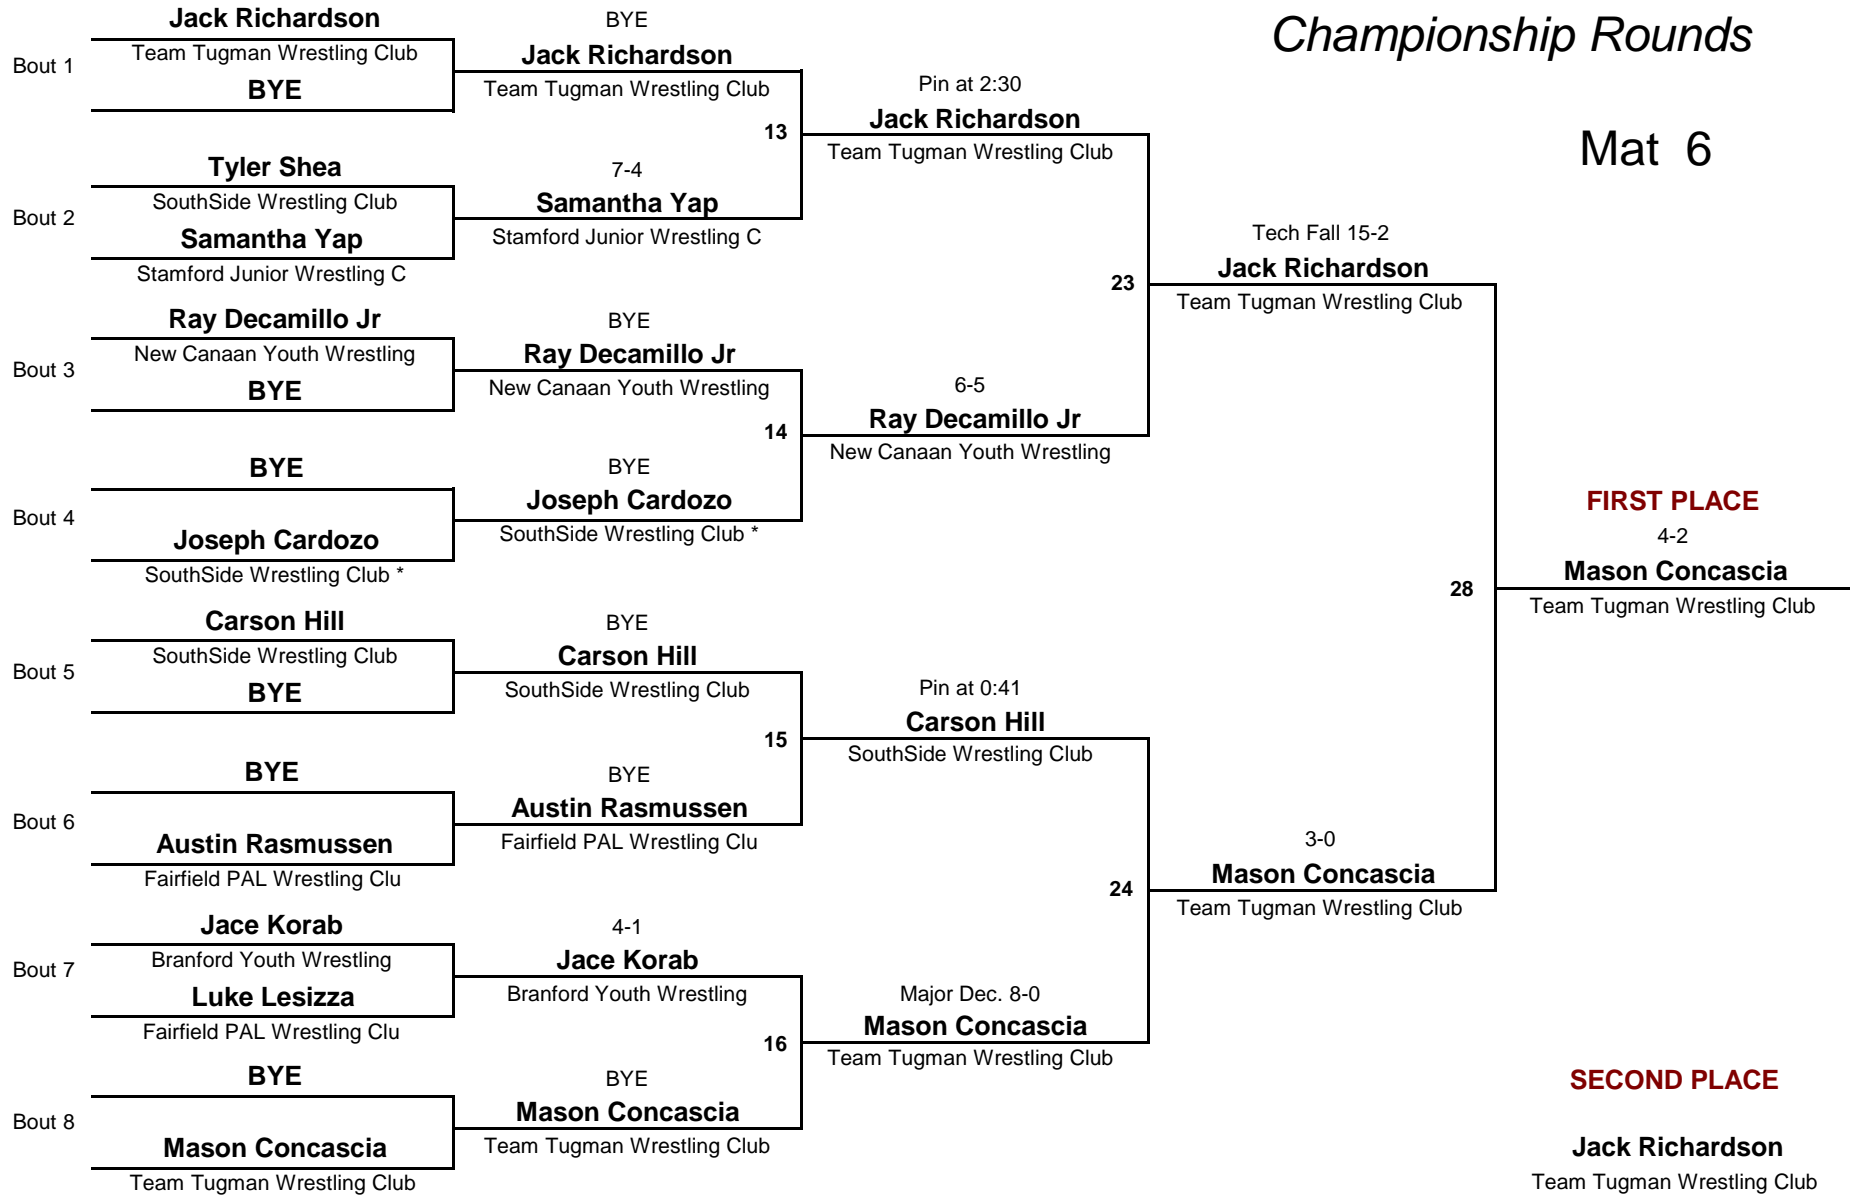 Championship Rounds
Mat 6
Jack Richardson
Team Tugman Wrestling Club
Bout 1
BYE
Tyler Shea
SouthSide Wrestling Club
Bout 2
Samantha Yap
Stamford Junior Wrestling C
Ray Decamillo Jr
New Canaan Youth Wrestling
Bout 3
BYE
BYE
Bout 4
Joseph Cardozo
SouthSide Wrestling Club *
Carson Hill
SouthSide Wrestling Club
Bout 5
BYE
BYE
Bout 6
Austin Rasmussen
Fairfield PAL Wrestling Clu
Jace Korab
Branford Youth Wrestling
Bout 7
Luke Lesizza
Fairfield PAL Wrestling Clu
BYE
Bout 8
Mason Concascia
Team Tugman Wrestling Club
BYE
Jack Richardson
Team Tugman Wrestling Club
13
7-4
Samantha Yap
Stamford Junior Wrestling C
BYE
Ray Decamillo Jr
New Canaan Youth Wrestling
14
BYE
Joseph Cardozo
SouthSide Wrestling Club *
BYE
Carson Hill
SouthSide Wrestling Club
15
BYE
Austin Rasmussen
Fairfield PAL Wrestling Clu
4-1
Jace Korab
Branford Youth Wrestling
16
BYE
Mason Concascia
Team Tugman Wrestling Club
Pin at 2:30
Jack Richardson
Team Tugman Wrestling Club
23
6-5
Ray Decamillo Jr
New Canaan Youth Wrestling
Pin at 0:41
Carson Hill
SouthSide Wrestling Club
24
Major Dec. 8-0
Mason Concascia
Team Tugman Wrestling Club
Tech Fall 15-2
Jack Richardson
Team Tugman Wrestling Club
28
3-0
Mason Concascia
Team Tugman Wrestling Club
FIRST PLACE
4-2
Mason Concascia
Team Tugman Wrestling Club
SECOND PLACE
Jack Richardson
Team Tugman Wrestling Club